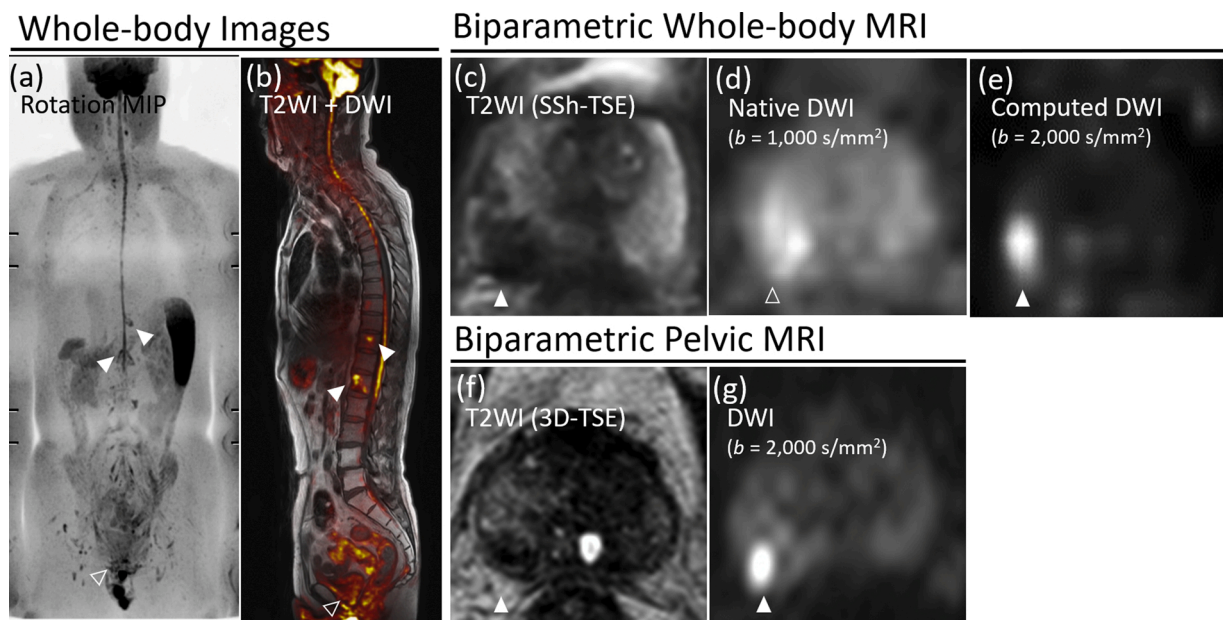 Whole-body Images
Biparametric Whole-body MRI
(a)
Rotation MIP
(b)
T2WI + DWI
(c)
T2WI (SSh-TSE)
(d)
Native DWI
(b = 1,000 s/mm²)
(e)
Computed DWI
(b = 2,000 s/mm²)
Biparametric Pelvic MRI
(f)
T2WI (3D-TSE)
(g)
DWI
(b = 2,000 s/mm²)